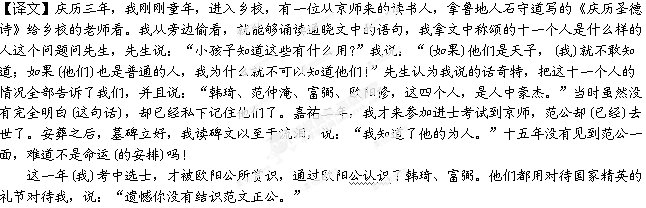 【译文】庆历三年，我刚刚童年，进入乡校，有一位从京师来的读书人，拿鲁地人石守道写的《庆历圣德
诗》给乡校的老师看。我从旁边偷看，就能够诵读通晓文中的语句，我拿文中称颂的十一个人是什么样的
人这个问题问先生，先生说：“小孩子知道这些有什么用？”我说：“(如果)他们是天子，(我)就不敢知
道；如果(他们)也是普通的人，我为什么就不可以知道他们！”先生认为我说的话奇特，把这十一个人的
情况全部告诉了我们，并且说：“韩琦、范仲淹、富弼、欧阳修，这四个人，是人中豪杰。”当时虽然没
有完全明白(这句话)，却已经私下记住他们了。嘉祐二年，我才来参加进士考试到京师，范公却(已经)去
世了。安葬之后，墓碑立好，我读碑文以至于流泪，说：“我知道了他的为人。”十五年没有见到范公一
面，难道不是命运(的安排)吗！
这一年(我)考中进士，才被欧阳公所赏识，通过欧阳公认识了韩琦、富弼。他们都用对待国家精英的
礼节对待我，说：“遗憾你没有结识范文正公。”